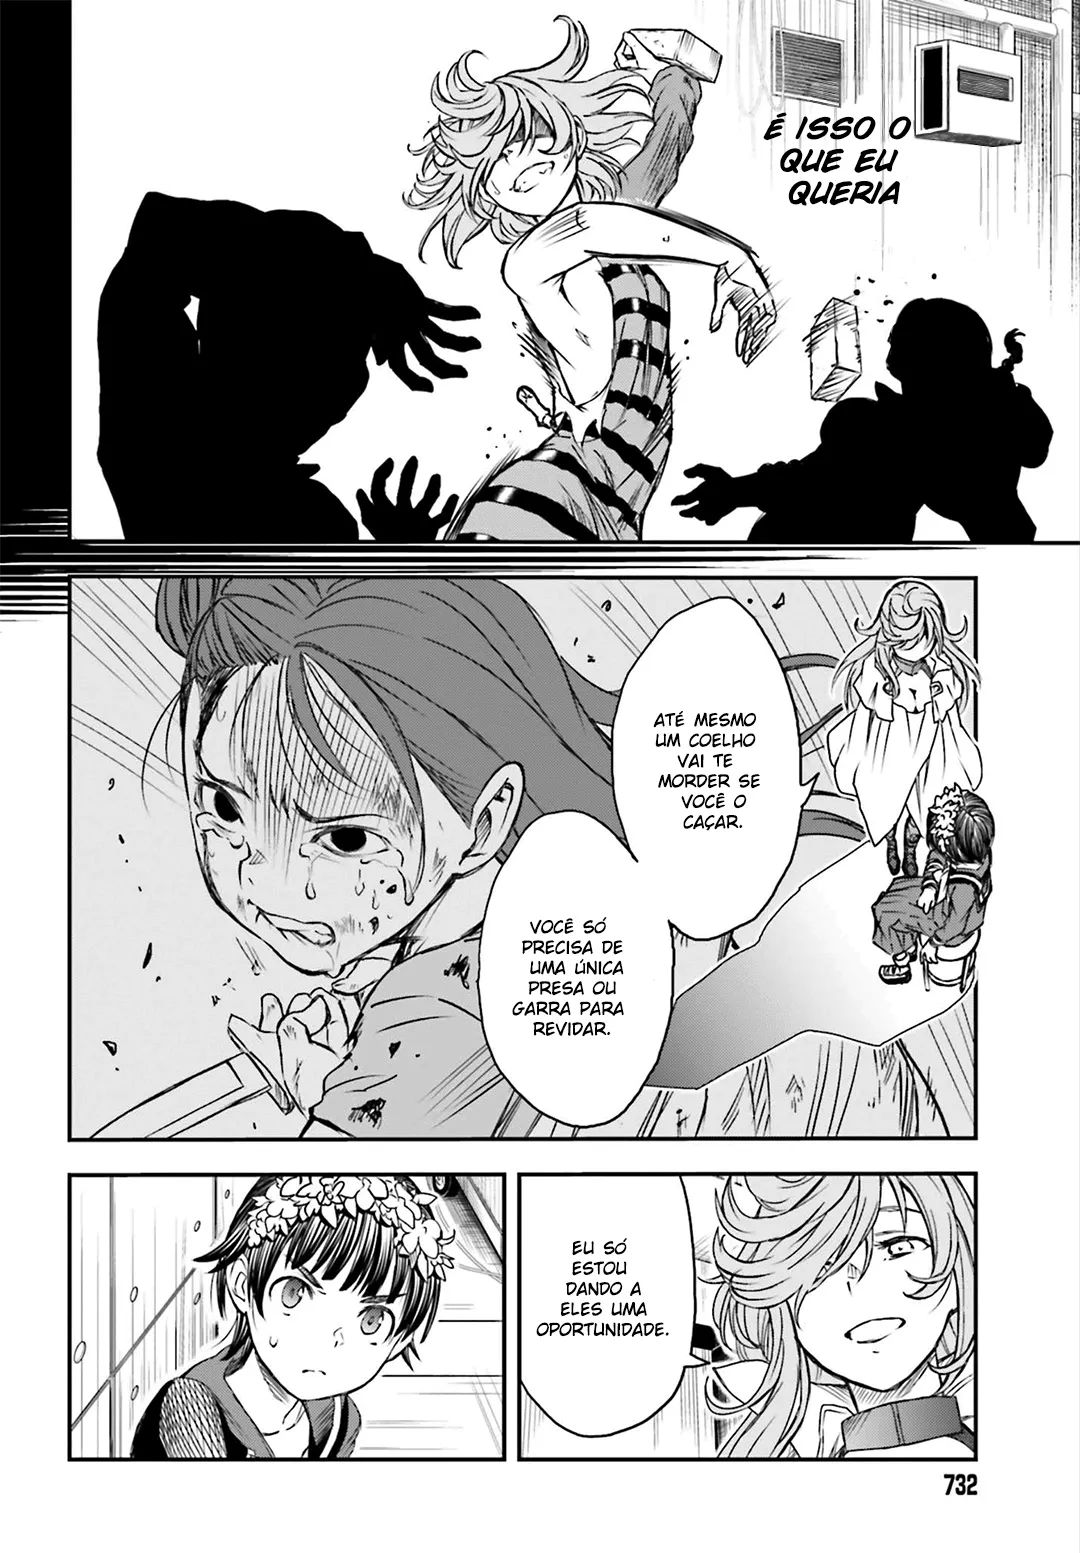 É ISSO O
QUE EU
QUERIA
ATÉ MESMO
UM COELHO
VAI TE
MORDER SE
VOCÊ O
CAÇAR.
VOCÊ SÓ
PRECISA DE
UMA ÚNICA
PRESA OU
GARRA PARA
REVIDAR.
EU SÓ
ESTOU
DANDO A
ELES UMA
OPORTUNIDADE.
732